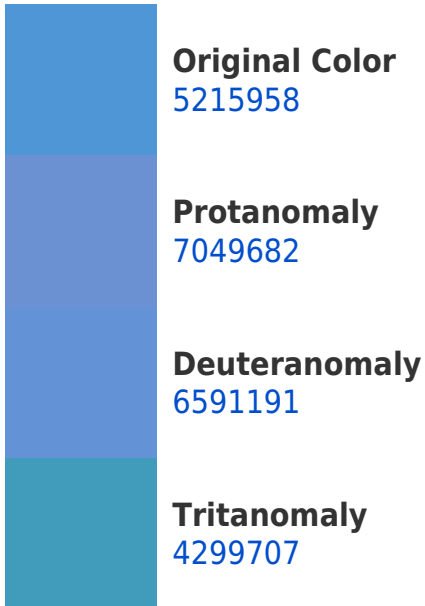 Original Color
5215958
Protanomaly
7049682
Deuteranomaly
6591191
Tritanomaly
4299707